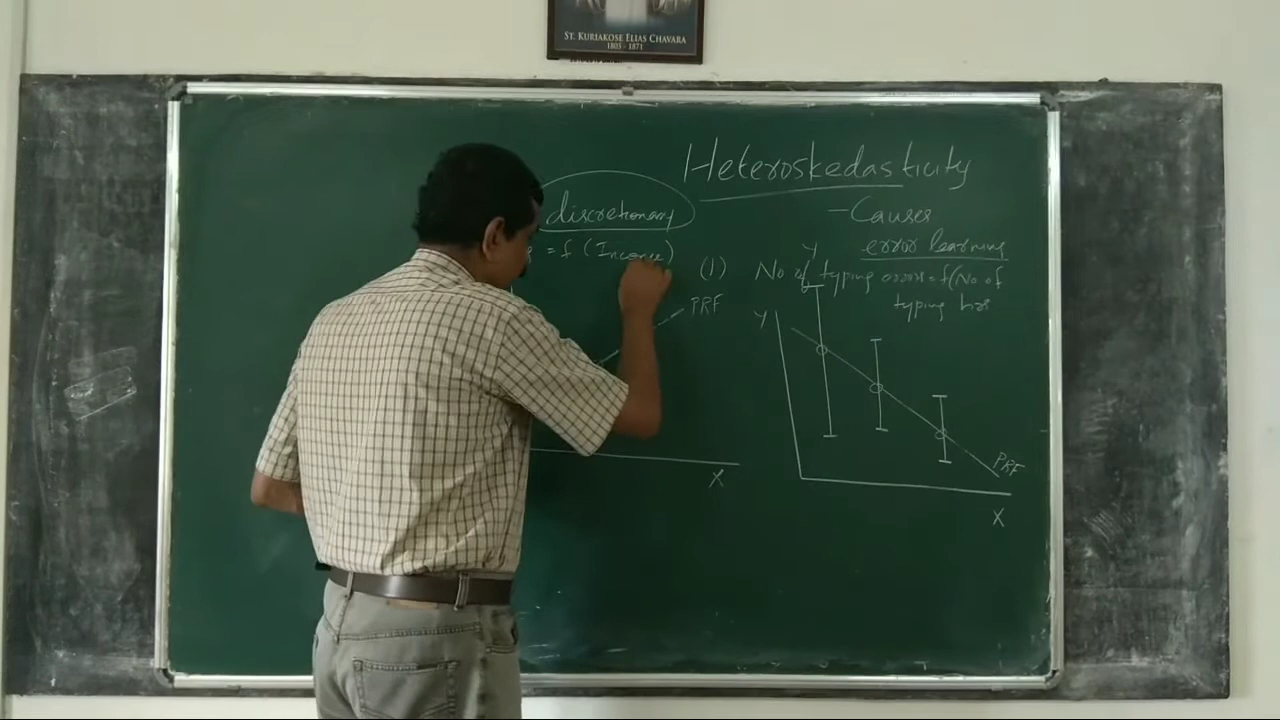 ST. KURIAKOSE ELIAS CHAVARA
1805 - 1871
Heteroskedasticity
- Causes
error learning
(1) No of typing errors = f(No of
typing hrs
Y
Y
PRF
X
discretionary
= f (Income)
PRF
X